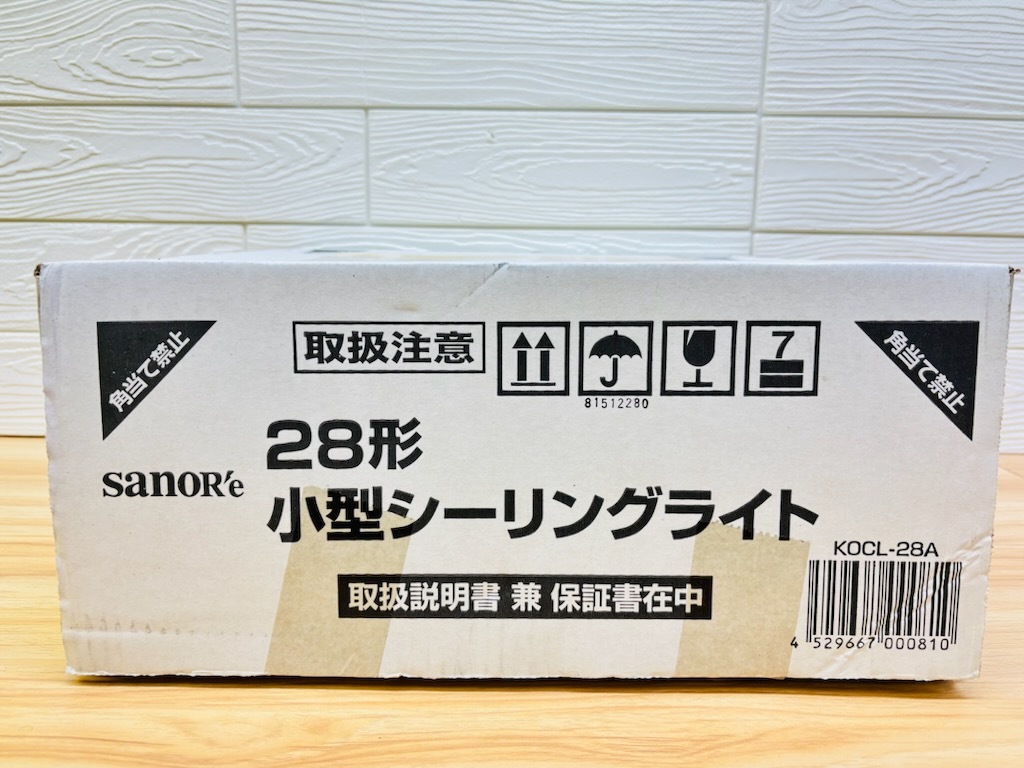 角当て禁止
取扱注意
7
角当て禁止
81512280
28形
sanoR'e
小型シーリングライト
KOCL-28A
取扱説明書 兼 保証書在中
4 529667 000810